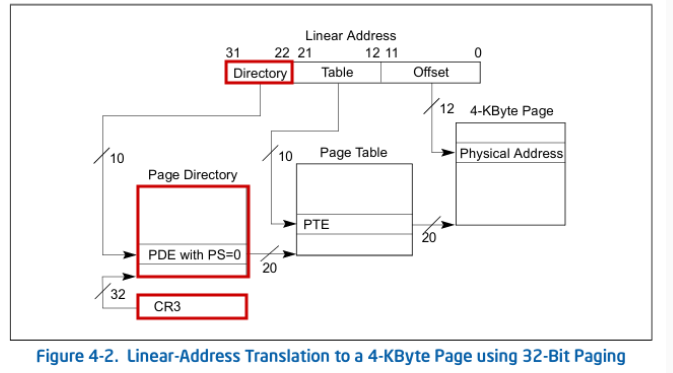 Linear Address
31 22 21 12 11 0
Directory Table Offset
12 4-KByte Page
10 10 Page Table Physical Address
Page Directory
PTE
20
PDE with PS=0
20
32
CR3
Figure 4-2. Linear-Address Translation to a 4-KByte Page using 32-Bit Paging